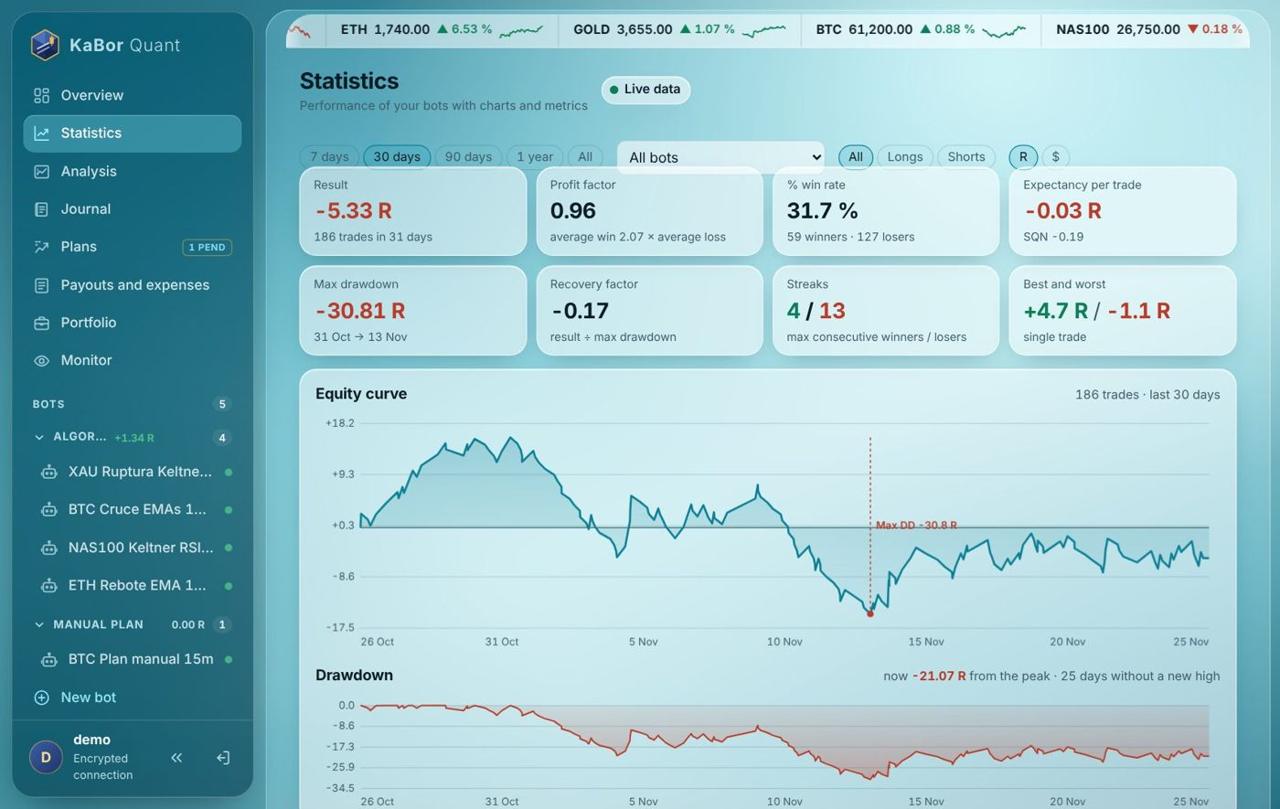 KaBor Quant
Overview
Statistics
Analysis
Journal
Plans
1 PEND
Payouts and expenses
Portfolio
Monitor
BOTS
5
ALGOR... +1.34 R
4
XAU Ruptura Keltne...
BTC Cruce EMAs 1...
NAS100 Keltner RSI...
ETH Rebote EMA 1...
MANUAL PLAN
0.00 R
1
BTC Plan manual 15m
New bot
D
demo
Encrypted
connection
ETH 1,740.00 ▲ 6.53 %
GOLD 3,655.00 ▲ 1.07 %
BTC 61,200.00 ▲ 0.88 %
NAS100 26,750.00 ▼ 0.18 %
Statistics
Performance of your bots with charts and metrics
Live data
7 days
30 days
90 days
1 year
All
All bots
All
Longs
Shorts
R
$
Result
-5.33 R
186 trades in 31 days
Profit factor
0.96
average win 2.07 × average loss
% win rate
31.7 %
59 winners · 127 losers
Expectancy per trade
-0.03 R
SQN -0.19
Max drawdown
-30.81 R
31 Oct → 13 Nov
Recovery factor
-0.17
result ÷ max drawdown
Streaks
4 / 13
max consecutive winners / losers
Best and worst
+4.7 R / -1.1 R
single trade
Equity curve
186 trades · last 30 days
+18.2
+9.3
+0.3
-8.6
-17.5
Max DD -30.8 R
26 Oct
31 Oct
5 Nov
10 Nov
15 Nov
20 Nov
25 Nov
Drawdown
now -21.07 R from the peak · 25 days without a new high
0.0
-8.6
-17.3
-25.9
-34.5
26 Oct
31 Oct
5 Nov
10 Nov
15 Nov
20 Nov
25 Nov